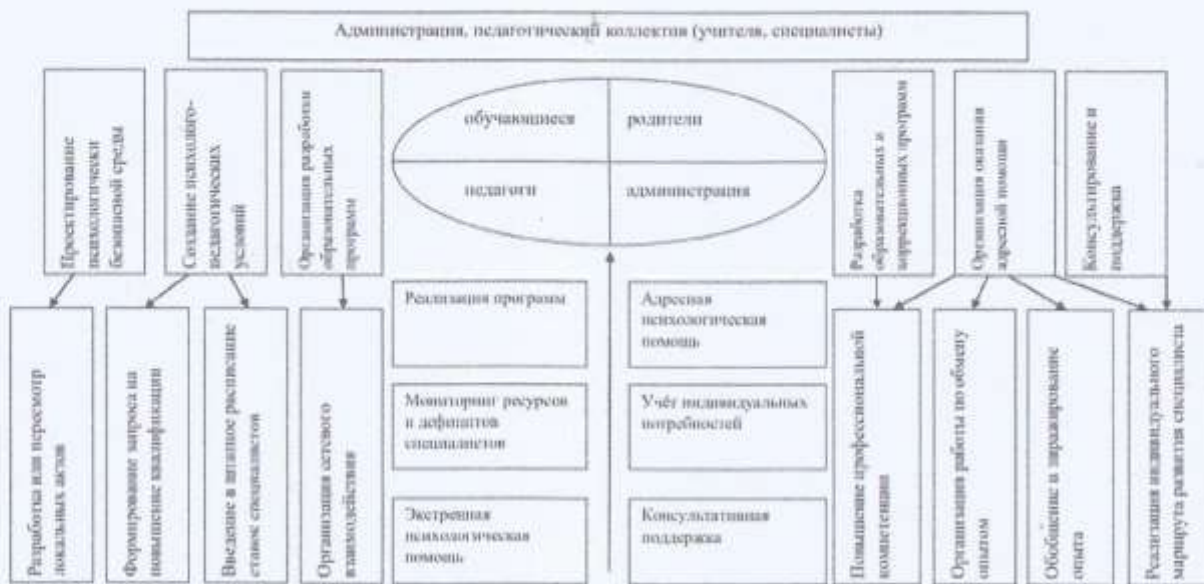 Администрация, педагогический коллектов (учителя, специалисты)
Проектирование
психологически
безопасной среды
Создание психолого-
педагогических
условий
Организация разработки
образовательных
программ
обучающиеся
родители
педагоги
администрация
Разработка
образовательных и
коррекционных программ
Организация оказания
адресной помощи
Консультирование и
поддержка
Реализация программ
Адресная
психологическая
помощь
Мониторинг ресурсов
и дефицитов
специалистов
Учёт индивидуальных
потребностей
Экстренная
психологическая
помощь
Консультативная
поддержка
Разработка или пересмотр
локальных актов
Формирование запроса на
повышение квалификации
Введение в штатное расписание
ставок специалистов
Организация сетевого
взаимодействия
Повышение профессиональной
компетенции
Организация работы по обмену
опытом
Обобщение и тиражирование
опыта
Реализация индивидуального
маршрута развития специалиста